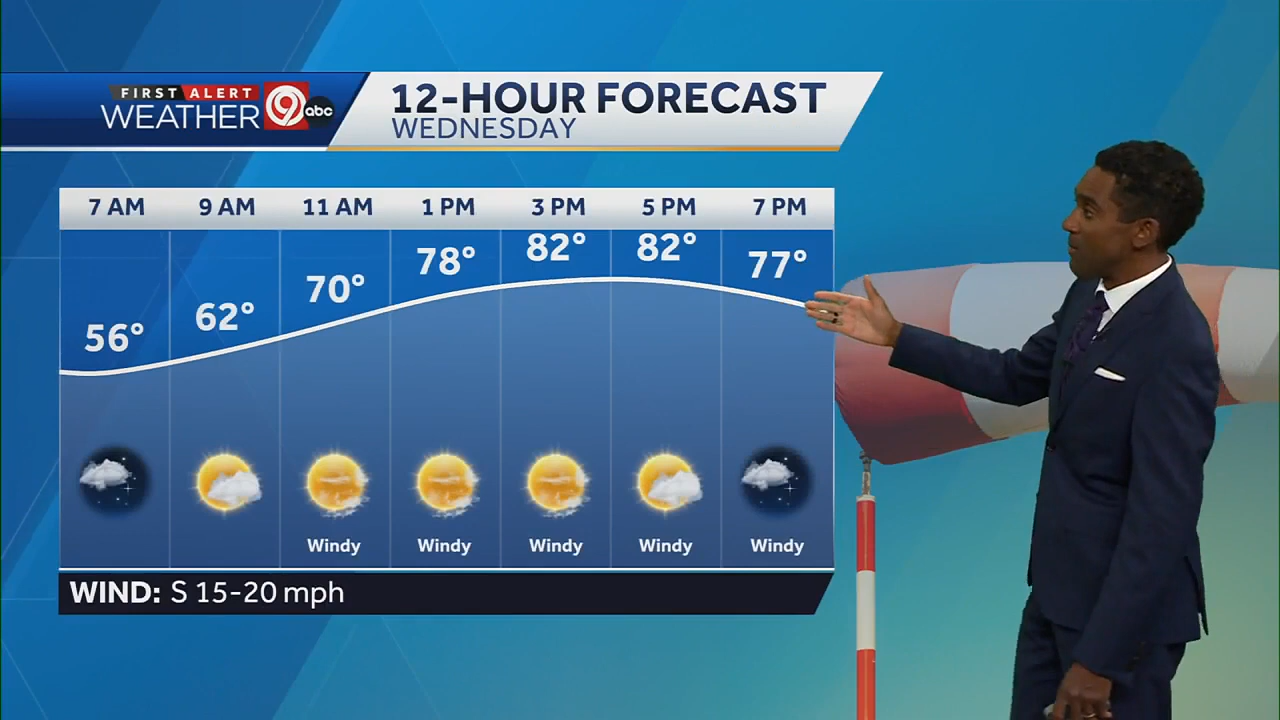 FIRST ALERT
WEATHER 9 abc
12-HOUR FORECAST
WEDNESDAY
7 AM 9 AM 11 AM 1 PM 3 PM 5 PM 7 PM
56° 62° 70° 78° 82° 82° 77°
Windy Windy Windy Windy Windy
WIND: S 15-20 mph